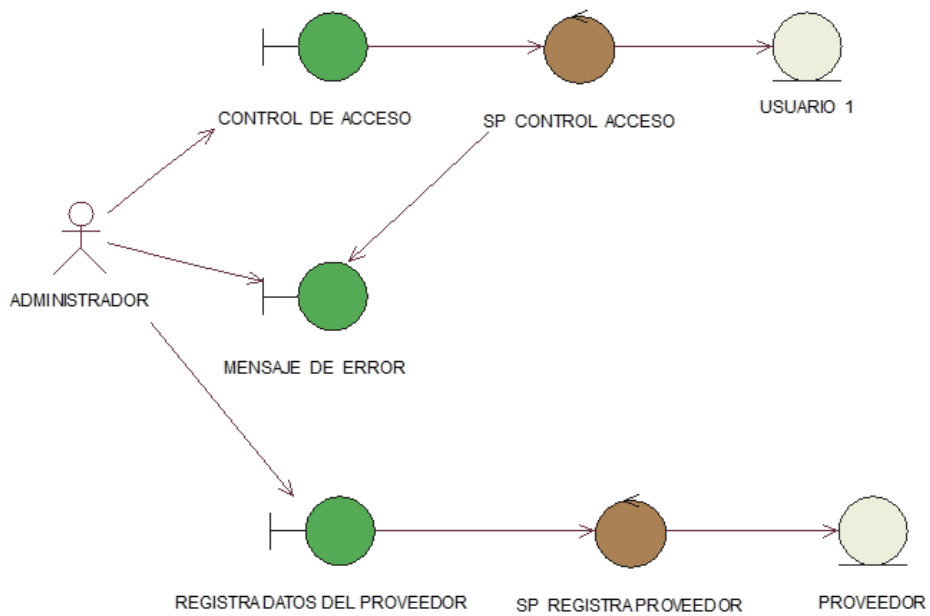 CONTROL DE ACCESO
SP CONTROL ACCESO
USUARIO 1
ADMINISTRADOR
MENSAJE DE ERROR
REGISTRA DATOS DEL PROVEEDOR
SP REGISTRA PROVEEDOR
PROVEEDOR